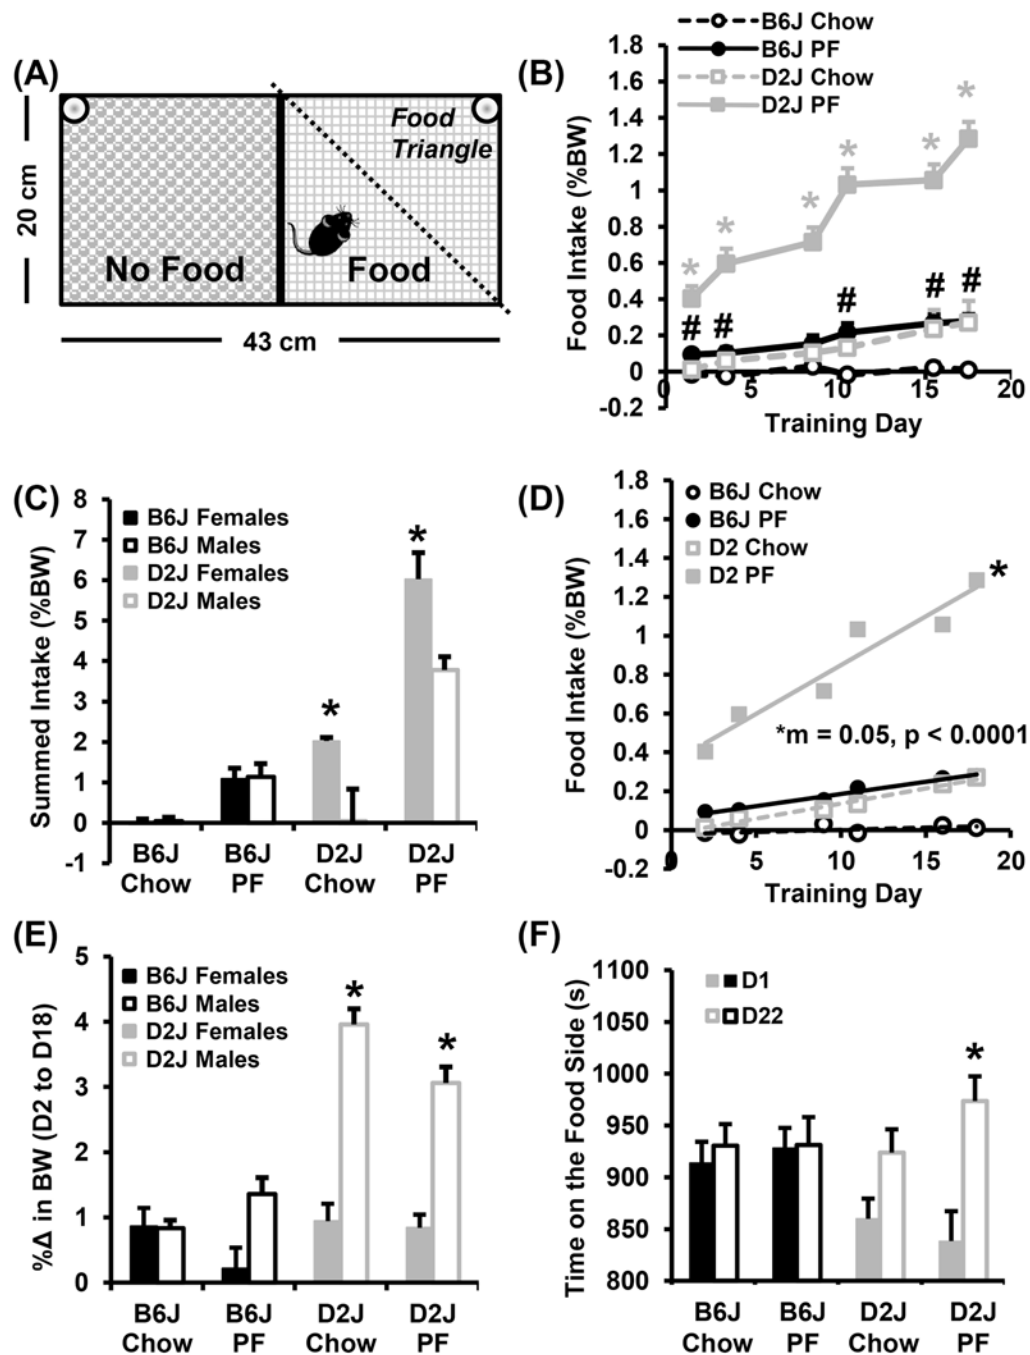 (A)
20 cm
No Food
Food
Food
Triangle
43 cm
(B)
B6J Chow
B6J PF
D2J Chow
D2J PF
Food Intake (%BW)
1.8
1.6
1.4
1.2
1
0.8
0.6
0.4
0.2
0
-0.2
* * * * * *
# # # # #
0 5 10 15 20
Training Day
(C)
Summed Intake (%BW)
8
7
6
5
4
3
2
1
0
-1
B6J Females
B6J Males
D2J Females
D2J Males
*
*
B6J B6J D2J D2J
Chow PF Chow PF
(D)
B6J Chow
B6J PF
D2 Chow
D2 PF
Food Intake (%BW)
1.8
1.6
1.4
1.2
1
0.8
0.6
0.4
0.2
0
-0.2
*
*m = 0.05, p < 0.0001
5 10 15 20
Training Day
(E)
%Δ in BW (D2 to D18)
5
4
3
2
1
0
B6J Females
B6J Males
D2J Females
D2J Males
*
*
B6J B6J D2J D2J
Chow PF Chow PF
(F)
Time on the Food Side (s)
1100
1050
1000
950
900
850
800
D1
D22
*
B6J B6J D2J D2J
Chow PF Chow PF